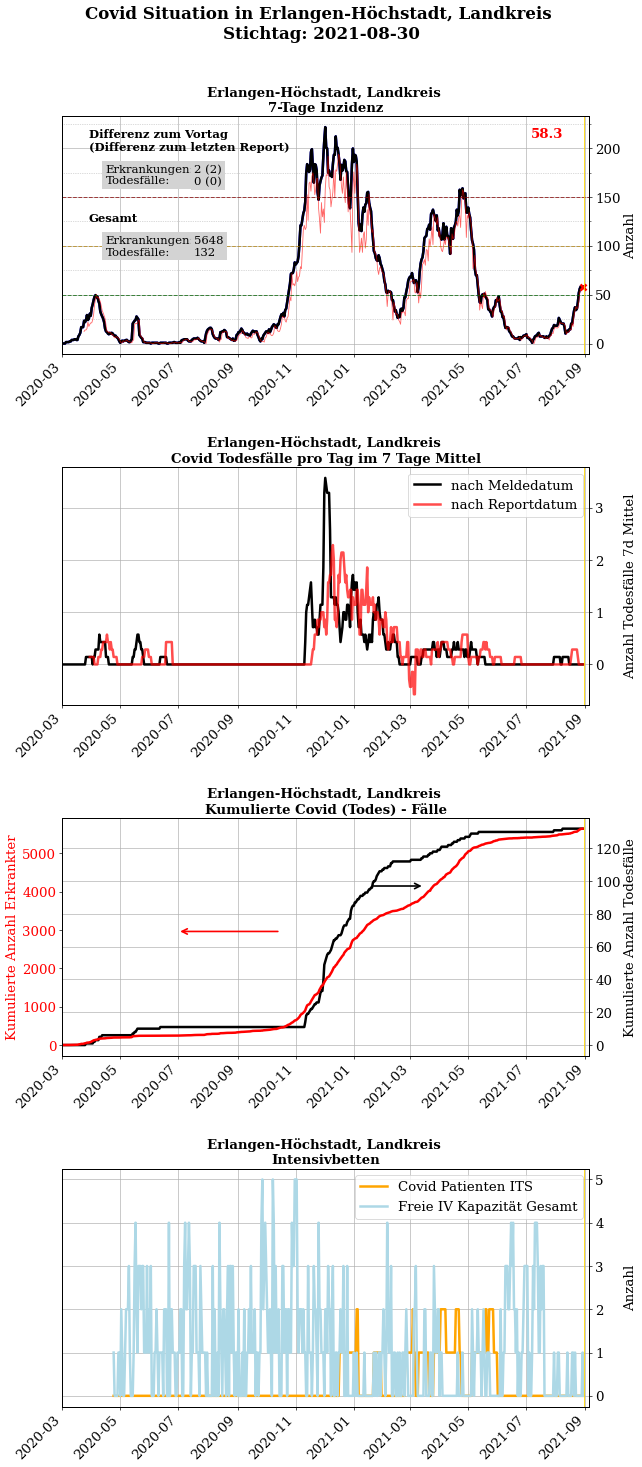 Covid Situation in Erlangen-Höchstadt, Landkreis
Stichtag: 2021-08-30
Erlangen-Höchstadt, Landkreis
7-Tage Inzidenz
Differenz zum Vortag
(Differenz zum letzten Report)
Erkrankungen 2 (2)
Todesfälle: 0 (0)
Gesamt
Erkrankungen 5648
Todesfälle: 132
58.3
200
150
100
50
0
Anzahl
2020-03 2020-05 2020-07 2020-09 2020-11 2021-01 2021-03 2021-05 2021-07 2021-09
Erlangen-Höchstadt, Landkreis
Covid Todesfälle pro Tag im 7 Tage Mittel
nach Meldedatum
nach Reportdatum
3
2
1
0
Anzahl Todesfälle 7d Mittel
2020-03 2020-05 2020-07 2020-09 2020-11 2021-01 2021-03 2021-05 2021-07 2021-09
Erlangen-Höchstadt, Landkreis
Kumulierte Covid (Todes) - Fälle
Kumulierte Anzahl Erkrankter
5000
4000
3000
2000
1000
0
120
100
80
60
40
20
0
Kumulierte Anzahl Todesfälle
2020-03 2020-05 2020-07 2020-09 2020-11 2021-01 2021-03 2021-05 2021-07 2021-09
Erlangen-Höchstadt, Landkreis
Intensivbetten
Covid Patienten ITS
Freie IV Kapazität Gesamt
5
4
3
2
1
0
Anzahl
2020-03 2020-05 2020-07 2020-09 2020-11 2021-01 2021-03 2021-05 2021-07 2021-09